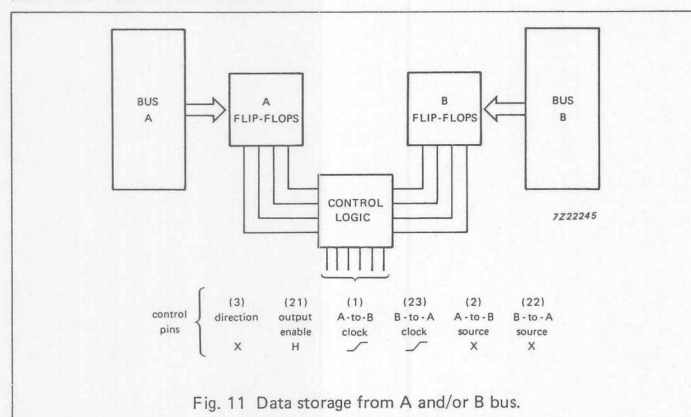 BUS
A
A
FLIP-FLOPS
B
FLIP-FLOPS
BUS
B
CONTROL
LOGIC
7Z22245
control
pins
(3) (21) (1) (23) (2) (22)
direction output A-to-B B-to-A A-to-B B-to-A
enable clock clock source source
X H X X
Fig. 11 Data storage from A and/or B bus.